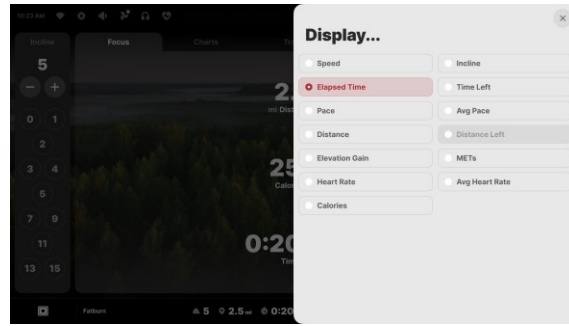 10:23 AM
Incline
5
0 1
2
3 4
5
7 9
11
13 15
Focus
Charts
2.
mi Dist
25
Calor
0:20
Tim
Fatburn
5 2.5 mi 0:20
Display...
Speed
Incline
Elapsed Time
Time Left
Pace
Avg Pace
Distance
Distance Left
Elevation Gain
METs
Heart Rate
Avg Heart Rate
Calories